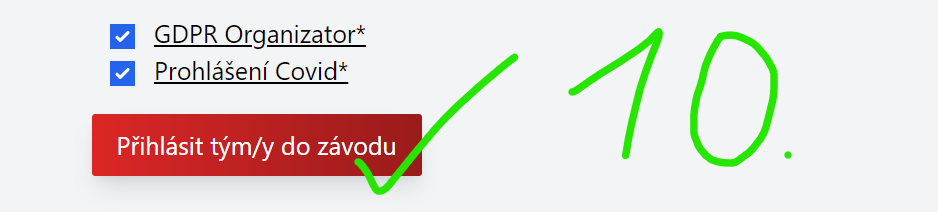 GDPR Organizator*
Prohlášení Covid*
Přihlásit tým/y do závodu
10.